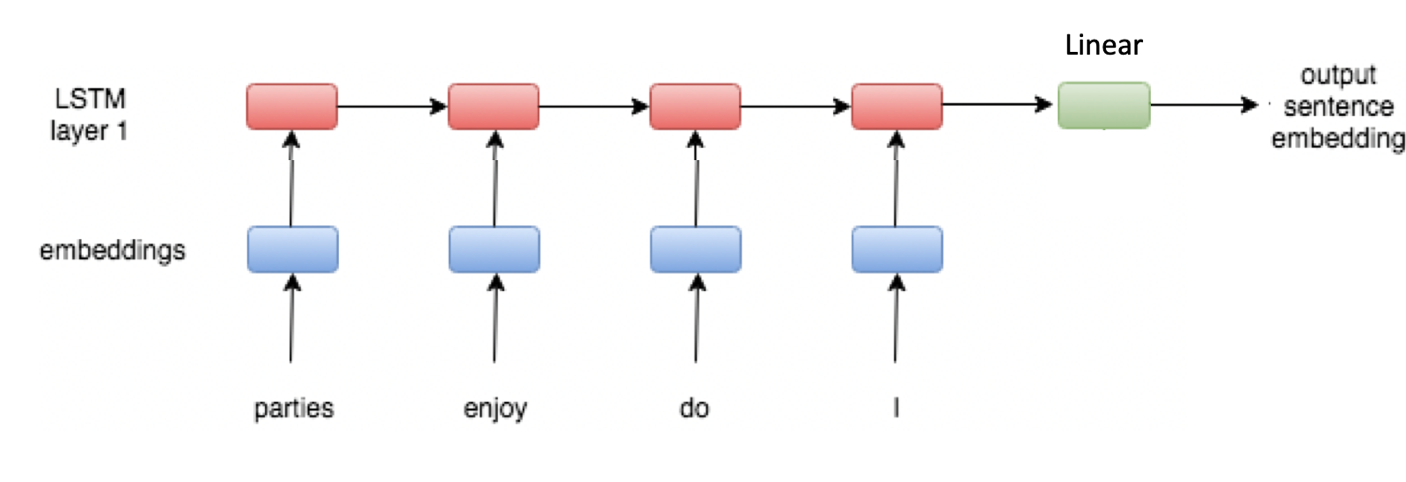 Linear
LSTM
layer 1
output
sentence
embedding
embeddings
parties enjoy do I